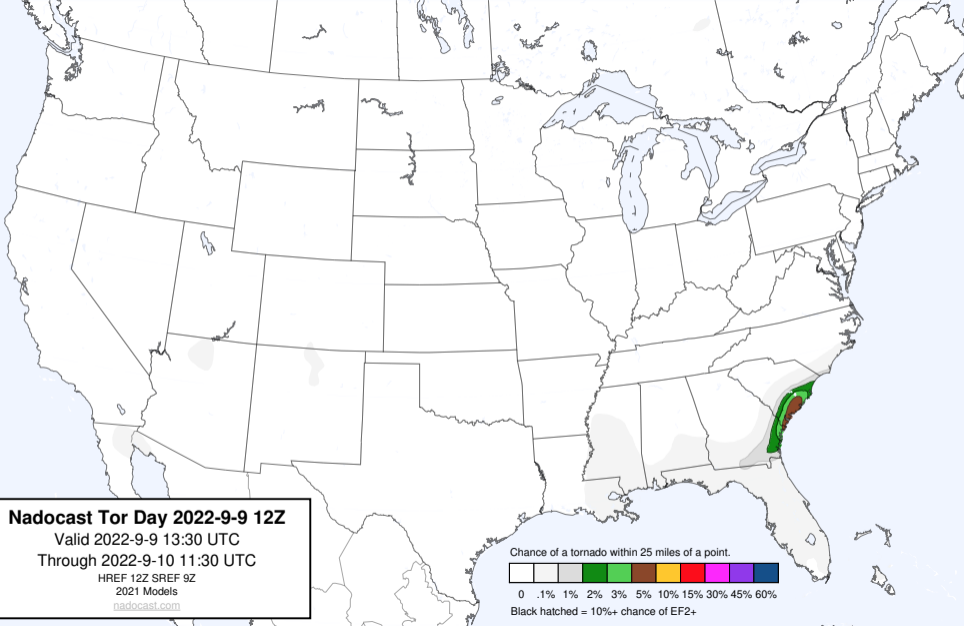 Nadocast Tor Day 2022-9-9 12Z
Valid 2022-9-9 13:30 UTC
Through 2022-9-10 11:30 UTC
HREF 12Z SREF 9Z
2021 Models
nadocast.com
Chance of a tornado within 25 miles of a point.
0 .1% 1% 2% 3% 5% 10% 15% 30% 45% 60%
Black hatched = 10%+ chance of EF2+